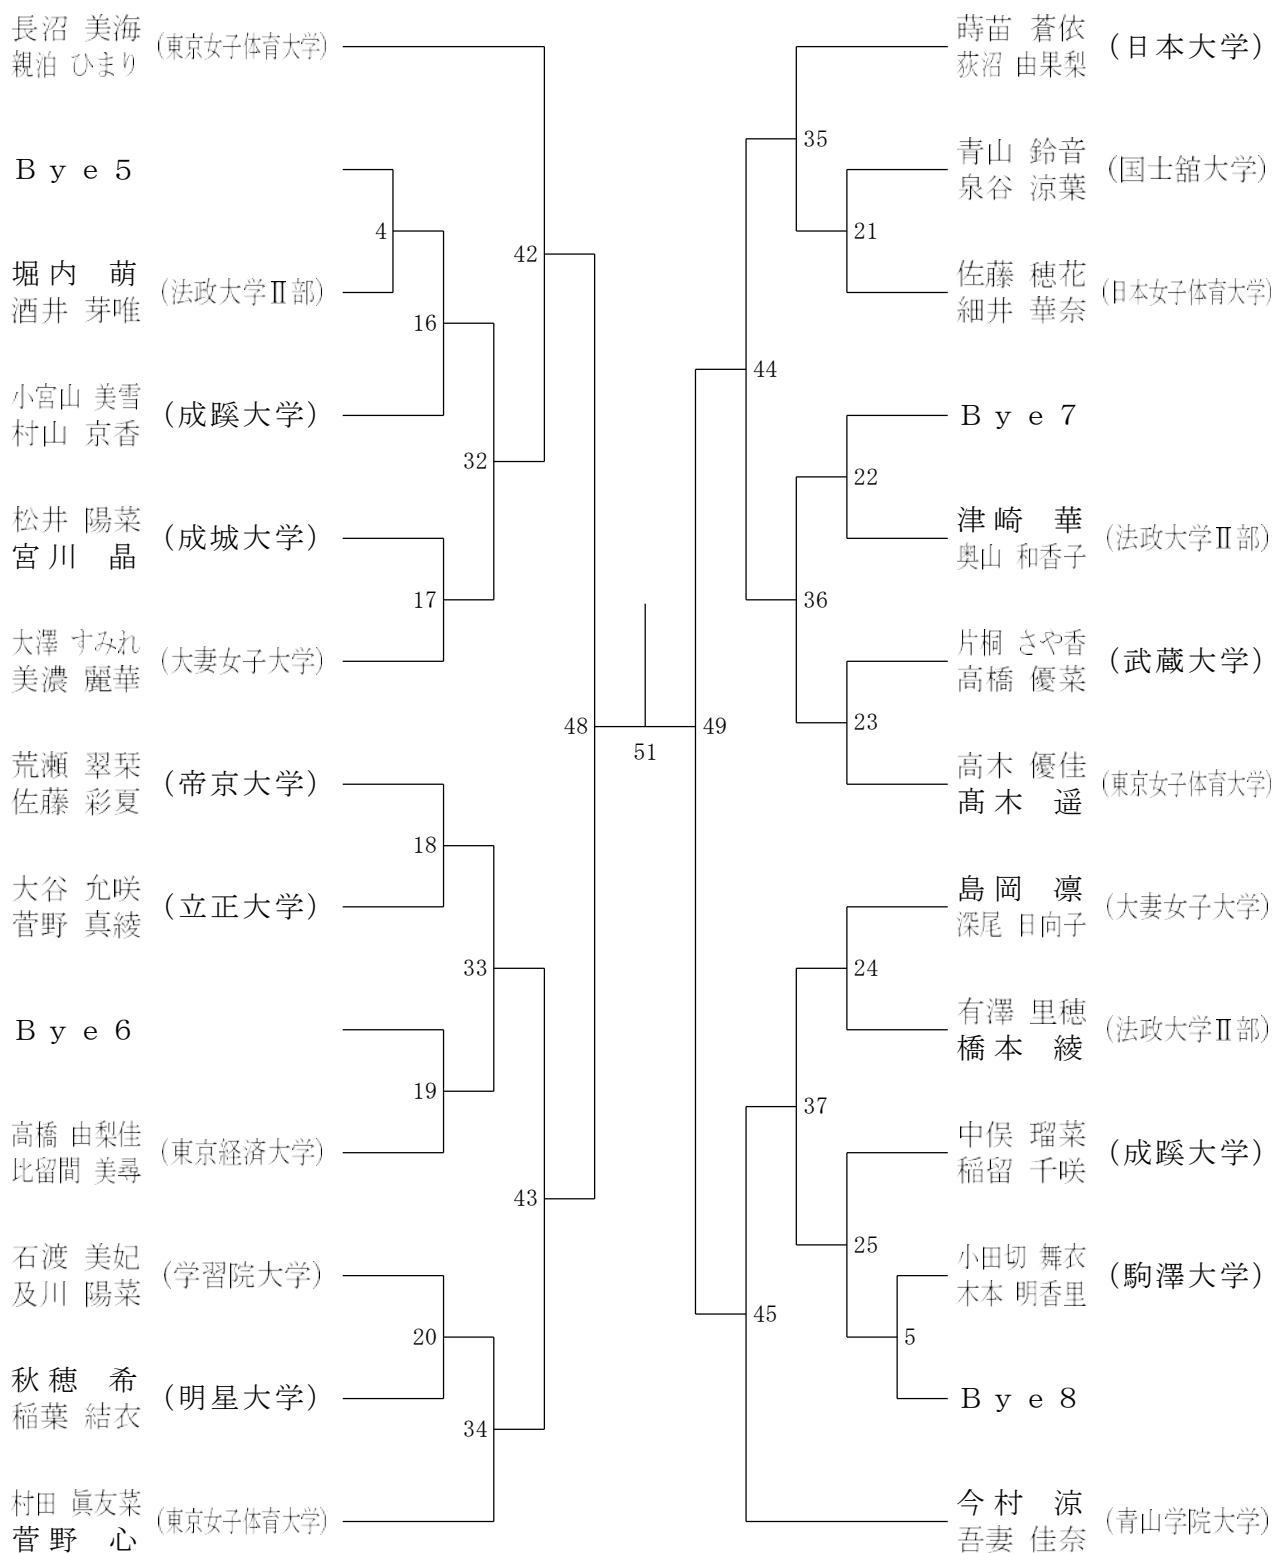 長沼 美海
親泊 ひまり
(東京女子体育大学)
Bye5
堀内 萌
酒井 芽唯
(法政大学Ⅱ部)
小宮山 美雪
村山 京香
(成蹊大学)
松井 陽菜
宮川 晶
(成城大学)
大澤 すみれ
美濃 麗華
(大妻女子大学)
荒瀬 翠栞
佐藤 彩夏
(帝京大学)
大谷 允咲
菅野 真綾
(立正大学)
Bye6
高橋 由梨佳
比留間 美尋
(東京経済大学)
石渡 美妃
及川 陽菜
(学習院大学)
秋穂 希
稲葉 結衣
(明星大学)
村田 眞友菜
菅野 心
(東京女子体育大学)
4
16
17
18
19
20
32
33
34
42
43
48
51
49
44
45
35
36
37
21
22
23
24
25
5
蒔苗 蒼依
荻沼 由果梨
(日本大学)
青山 鈴音
泉谷 涼葉
(国士舘大学)
佐藤 穂花
細井 華奈
(日本女子体育大学)
Bye7
津崎 華
奥山 和香子
(法政大学Ⅱ部)
片桐 さや香
高橋 優菜
(武蔵大学)
高木 優佳
髙木 遥
(東京女子体育大学)
島岡 凛
深尾 日向子
(大妻女子大学)
有澤 里穂
橋本 綾
(法政大学Ⅱ部)
中俣 瑠菜
稲留 千咲
(成蹊大学)
小田切 舞衣
木本 明香里
(駒澤大学)
Bye8
今村 涼
吾妻 佳奈
(青山学院大学)